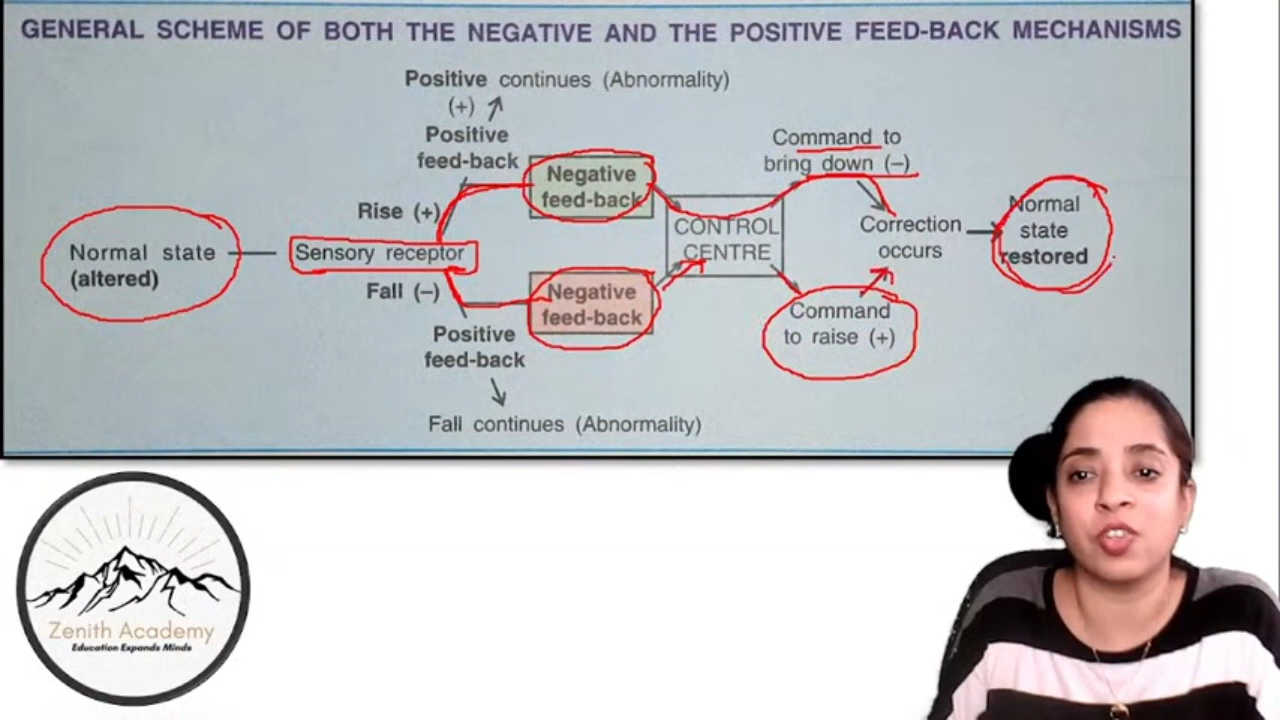 GENERAL SCHEME OF BOTH THE NEGATIVE AND THE POSITIVE FEED-BACK MECHANISMS
Positive continues (Abnormality)
(+)
Positive
feed-back
Rise (+)
Negative
feed-back
Command to
bring down (–)
Normal state
(altered)
Sensory receptor
CONTROL
CENTRE
Correction
occurs
Normal
state
restored
Fall (–)
Negative
feed-back
Command
to raise (+)
Positive
feed-back
Fall continues (Abnormality)
Zenith Academy
Education Expands Minds